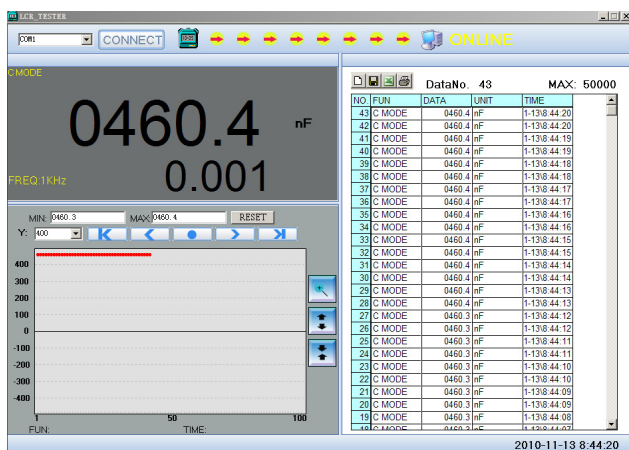 LCR_TESTER
COM1 CONNECT ONLINE
C MODE
0460.4 nF
FREQ:1KHz 0.001
MIN: 0460.3 MAX: 0460.4 RESET
Y: 400
400
300
200
100
0
-100
-200
-300
-400
1 50 100
FUN: TIME:
DataNo. 43 MAX: 50000
NO. FUN DATA UNIT TIME
43 C MODE 0460.4 nF 1-13\8:44:20
42 C MODE 0460.4 nF 1-13\8:44:20
41 C MODE 0460.4 nF 1-13\8:44:19
40 C MODE 0460.4 nF 1-13\8:44:19
39 C MODE 0460.4 nF 1-13\8:44:18
38 C MODE 0460.4 nF 1-13\8:44:18
37 C MODE 0460.4 nF 1-13\8:44:17
36 C MODE 0460.4 nF 1-13\8:44:17
35 C MODE 0460.4 nF 1-13\8:44:16
34 C MODE 0460.4 nF 1-13\8:44:16
33 C MODE 0460.4 nF 1-13\8:44:15
32 C MODE 0460.4 nF 1-13\8:44:15
31 C MODE 0460.4 nF 1-13\8:44:14
30 C MODE 0460.4 nF 1-13\8:44:14
29 C MODE 0460.4 nF 1-13\8:44:13
28 C MODE 0460.4 nF 1-13\8:44:13
27 C MODE 0460.3 nF 1-13\8:44:12
26 C MODE 0460.3 nF 1-13\8:44:12
25 C MODE 0460.3 nF 1-13\8:44:11
24 C MODE 0460.3 nF 1-13\8:44:11
23 C MODE 0460.3 nF 1-13\8:44:10
22 C MODE 0460.3 nF 1-13\8:44:10
21 C MODE 0460.3 nF 1-13\8:44:09
20 C MODE 0460.3 nF 1-13\8:44:09
19 C MODE 0460.3 nF 1-13\8:44:08
18 C MODE 0460.3 nF 1-13\8:44:07
2010-11-13 8:44:20